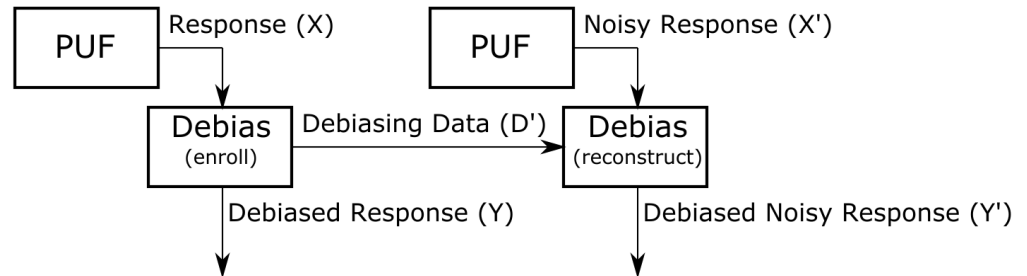 PUF
Response (X)
PUF
Noisy Response (X')
Debias
(enroll)
Debiasing Data (D')
Debias
(reconstruct)
Debiased Response (Y)
Debiased Noisy Response (Y')